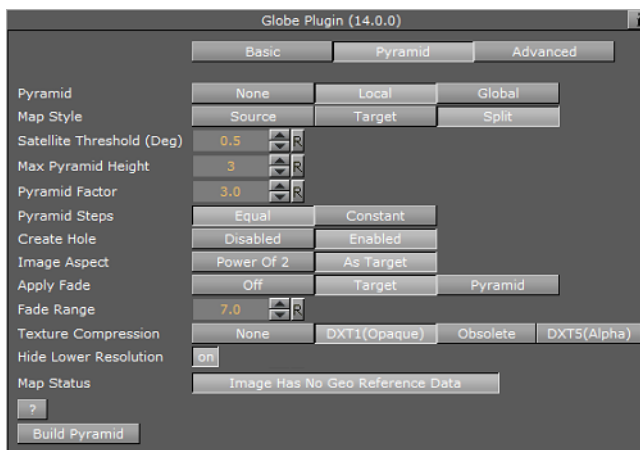 Globe Plugin (14.0.0) i
Basic Pyramid Advanced
Pyramid None Local Global
Map Style Source Target Split
Satellite Threshold (Deg) 0.5 R
Max Pyramid Height 3 R
Pyramid Factor 3.0 R
Pyramid Steps Equal Constant
Create Hole Disabled Enabled
Image Aspect Power Of 2 As Target
Apply Fade Off Target Pyramid
Fade Range 7.0 R
Texture Compression None DXT1(Opaque) Obsolete DXT5(Alpha)
Hide Lower Resolution on
Map Status Image Has No Geo Reference Data
?
Build Pyramid